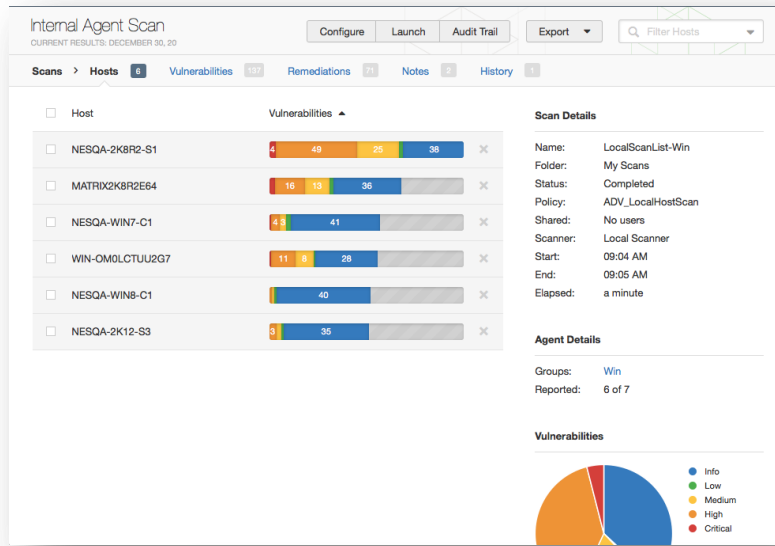 Internal Agent Scan
CURRENT RESULTS: DECEMBER 30, 20
Configure Launch Audit Trail Export Filter Hosts
Scans > Hosts 6 Vulnerabilities 137 Remediations 71 Notes 2 History 1
Host Vulnerabilities
NESQA-2K8R2-S1 4 49 25 38
MATRIX2K8R2E64 16 13 36
NESQA-WIN7-C1 4 3 41
WIN-OM0LCTUU2G7 11 8 28
NESQA-WIN8-C1 40
NESQA-2K12-S3 3 35
Scan Details
Name: LocalScanList-Win
Folder: My Scans
Status: Completed
Policy: ADV_LocalHostScan
Shared: No users
Scanner: Local Scanner
Start: 09:04 AM
End: 09:05 AM
Elapsed: a minute
Agent Details
Groups: Win
Reported: 6 of 7
Vulnerabilities
Info
Low
Medium
High
Critical